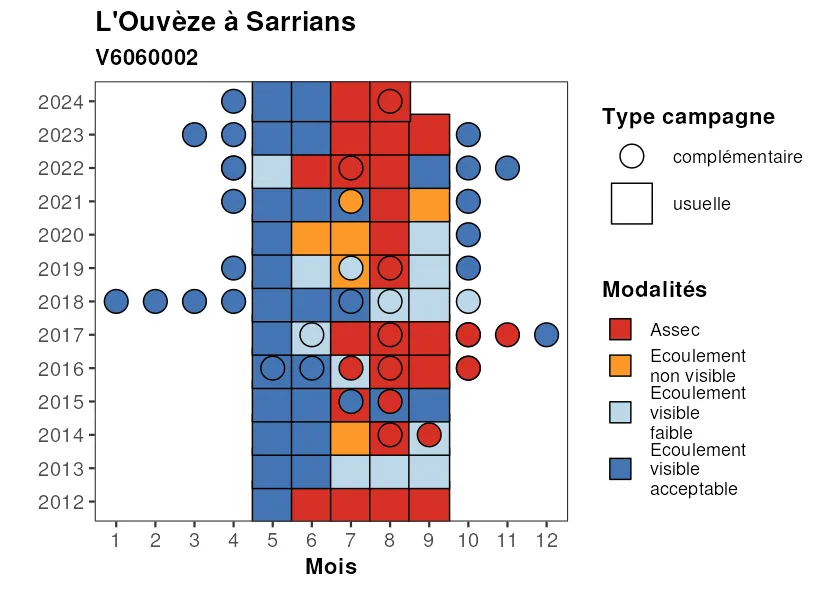 L'Ouvèze à Sarrians
V6060002
2024
2023
2022
2021
2020
2019
2018
2017
2016
2015
2014
2013
2012
1 2 3 4 5 6 7 8 9 10 11 12
Mois
Type campagne
complémentaire
usuelle
Modalités
Assec
Ecoulement
non visible
Ecoulement
visible
faible
Ecoulement
visible
acceptable